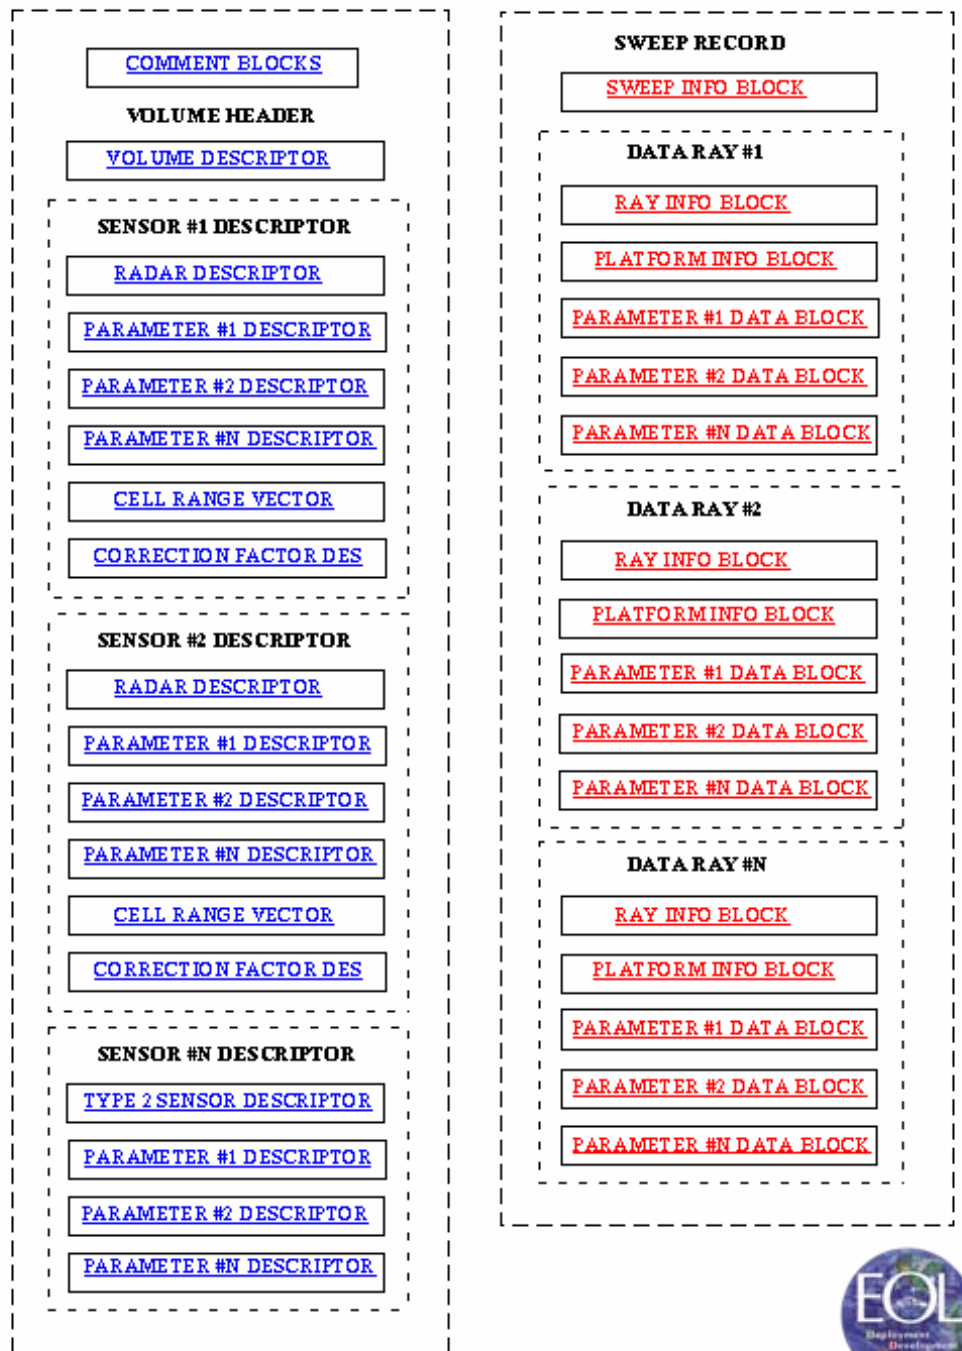 COMMENT BLOCKS
VOLUME HEADER
VOLUME DESCRIPTOR
SENSOR #1 DESCRIPTOR
RADAR DESCRIPTOR
PARAMETER #1 DESCRIPTOR
PARAMETER #2 DESCRIPTOR
PARAMETER #N DESCRIPTOR
CELL RANGE VECTOR
CORRECTION FACTOR DES
SENSOR #2 DESCRIPTOR
RADAR DESCRIPTOR
PARAMETER #1 DESCRIPTOR
PARAMETER #2 DESCRIPTOR
PARAMETER #N DESCRIPTOR
CELL RANGE VECTOR
CORRECTION FACTOR DES
SENSOR #N DESCRIPTOR
TYPE 2 SENSOR DESCRIPTOR
PARAMETER #1 DESCRIPTOR
PARAMETER #2 DESCRIPTOR
PARAMETER #N DESCRIPTOR
SWEEP RECORD
SWEEP INFO BLOCK
DATA RAY #1
RAY INFO BLOCK
PLATFORM INFO BLOCK
PARAMETER #1 DATA BLOCK
PARAMETER #2 DATA BLOCK
PARAMETER #N DATA BLOCK
DATA RAY #2
RAY INFO BLOCK
PLATFORM INFO BLOCK
PARAMETER #1 DATA BLOCK
PARAMETER #2 DATA BLOCK
PARAMETER #N DATA BLOCK
DATA RAY #N
RAY INFO BLOCK
PLATFORM INFO BLOCK
PARAMETER #1 DATA BLOCK
PARAMETER #2 DATA BLOCK
PARAMETER #N DATA BLOCK
EOL
Deployment
Development